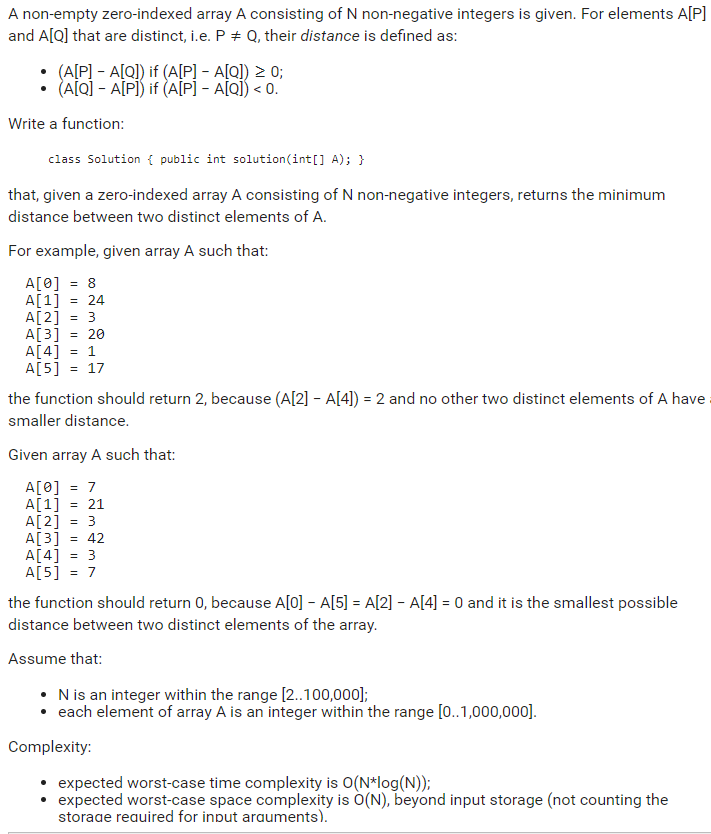 A non-empty zero-indexed array A consisting of N non-negative integers is given. For elements A[P]
and A[Q] that are distinct, i.e. P ≠ Q, their distance is defined as:
• (A[P] − A[Q]) if (A[P] − A[Q]) ≥ 0;
• (A[Q] − A[P]) if (A[P] − A[Q]) < 0.
Write a function:
class Solution { public int solution(int[] A); }
that, given a zero-indexed array A consisting of N non-negative integers, returns the minimum
distance between two distinct elements of A.
For example, given array A such that:
A[0] = 8
A[1] = 24
A[2] = 3
A[3] = 20
A[4] = 1
A[5] = 17
the function should return 2, because (A[2] − A[4]) = 2 and no other two distinct elements of A have
smaller distance.
Given array A such that:
A[0] = 7
A[1] = 21
A[2] = 3
A[3] = 42
A[4] = 3
A[5] = 7
the function should return 0, because A[0] − A[5] = A[2] − A[4] = 0 and it is the smallest possible
distance between two distinct elements of the array.
Assume that:
• N is an integer within the range [2..100,000];
• each element of array A is an integer within the range [0..1,000,000].
Complexity:
• expected worst-case time complexity is O(N*log(N));
• expected worst-case space complexity is O(N), beyond input storage (not counting the
storage required for input arguments).